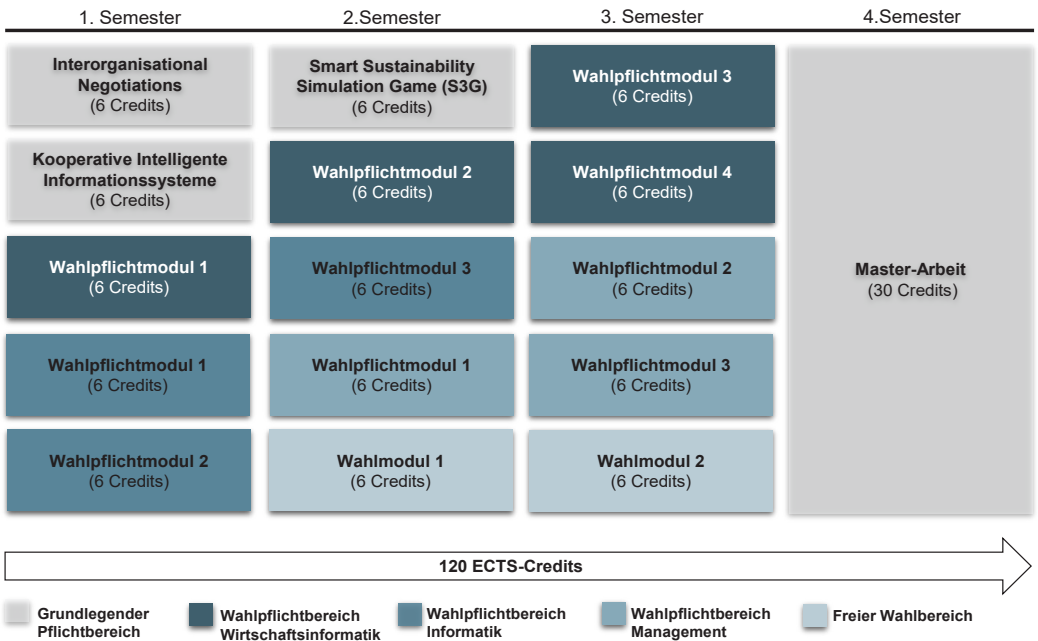 1. Semester
2.Semester
3. Semester
4.Semester
Interorganisational
Negotiations
(6 Credits)
Smart Sustainability
Simulation Game (S3G)
(6 Credits)
Wahlpflichtmodul 3
(6 Credits)
Kooperative Intelligente
Informationssysteme
(6 Credits)
Wahlpflichtmodul 2
(6 Credits)
Wahlpflichtmodul 4
(6 Credits)
Wahlpflichtmodul 1
(6 Credits)
Wahlpflichtmodul 3
(6 Credits)
Wahlpflichtmodul 2
(6 Credits)
Master-Arbeit
(30 Credits)
Wahlpflichtmodul 1
(6 Credits)
Wahlpflichtmodul 1
(6 Credits)
Wahlpflichtmodul 3
(6 Credits)
Wahlpflichtmodul 2
(6 Credits)
Wahlmodul 1
(6 Credits)
Wahlmodul 2
(6 Credits)
120 ECTS-Credits
Grundlegender
Pflichtbereich
Wahlpflichtbereich
Wirtschaftsinformatik
Wahlpflichtbereich
Informatik
Wahlpflichtbereich
Management
Freier Wahlbereich